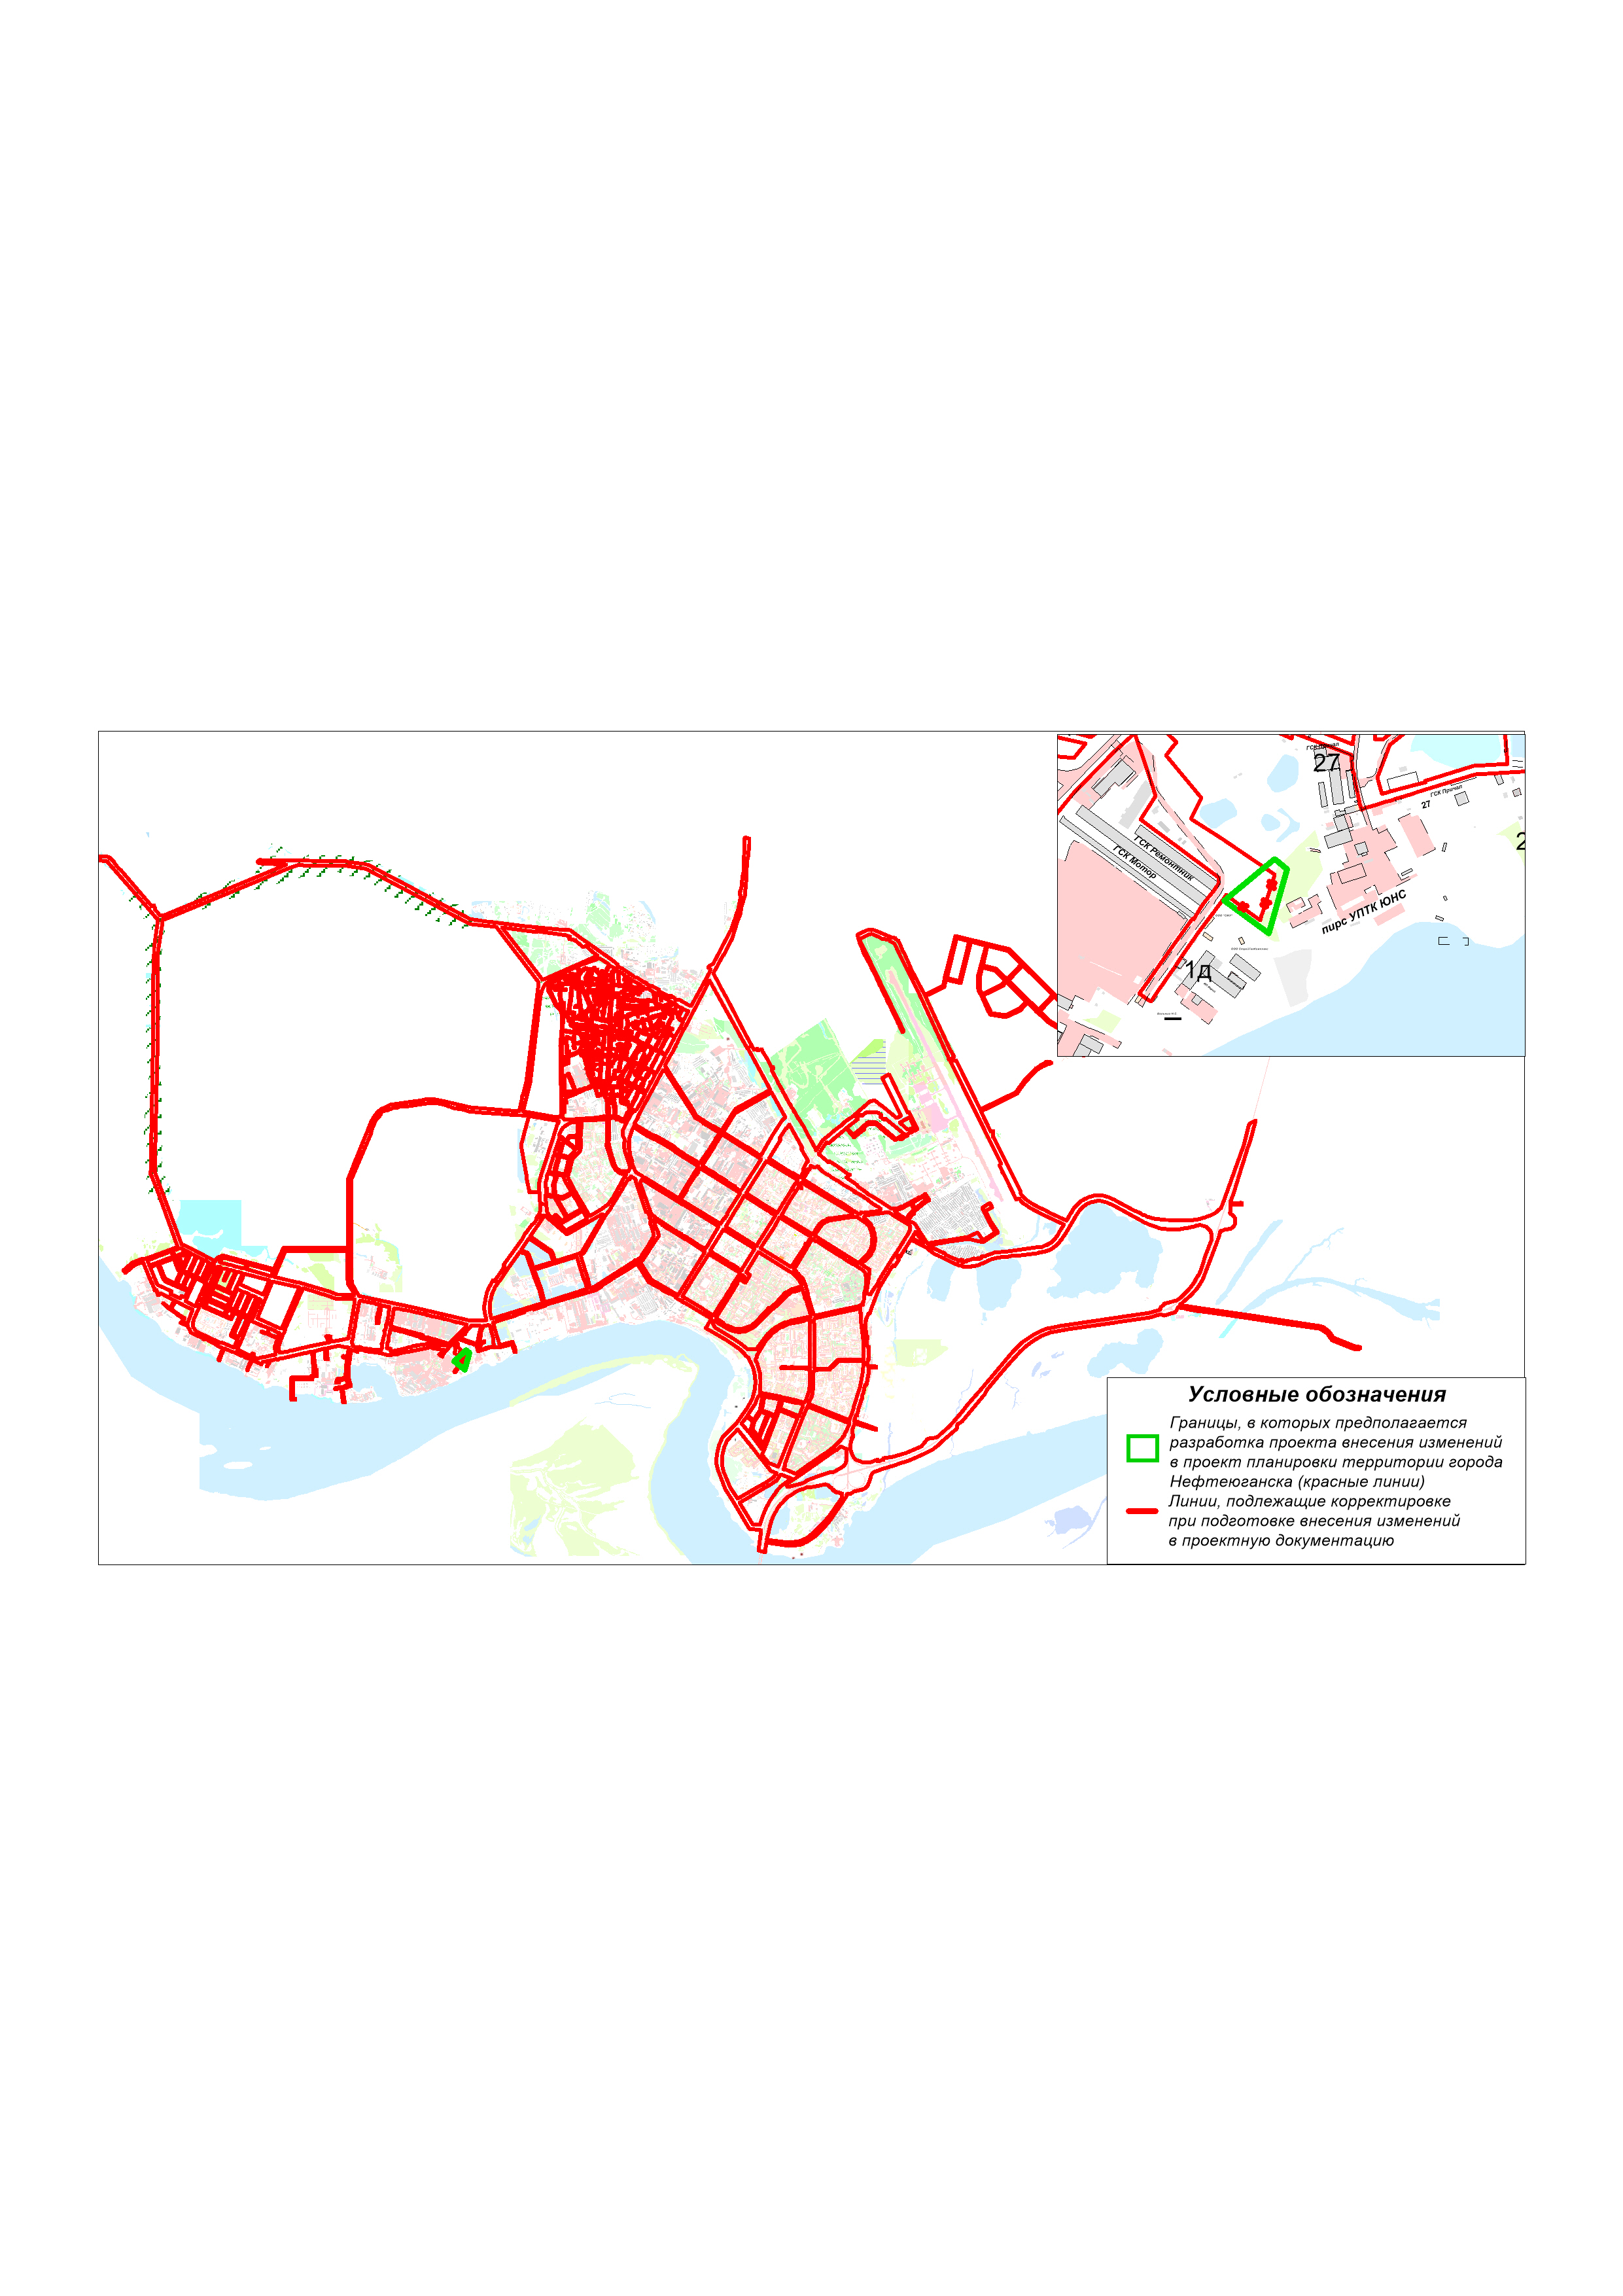 27
ГСК Причал
27
ГСК Ремонтник
ГСК Мотор
2
пирс УПТК ЮНС
1д
Условные обозначения
Границы, в которых предполагается
разработка проекта внесения изменений
в проект планировки территории города
Нефтеюганска (красные линии)
Линии, подлежащие корректировке
при подготовке внесения изменений
в проектную документацию